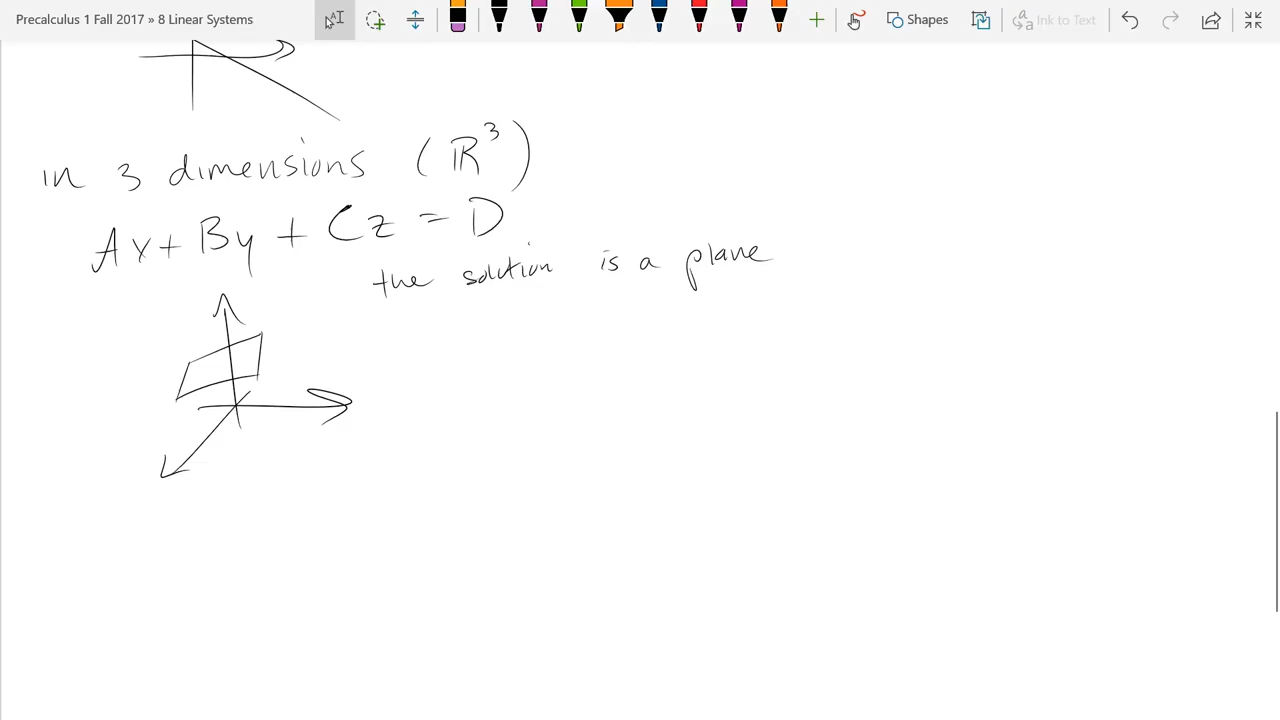 Precalculus 1 Fall 2017 » 8 Linear Systems
Shapes
Ink to Text
in 3 dimensions (ℝ³)
Ax + By + Cz = D
the solution is a plane